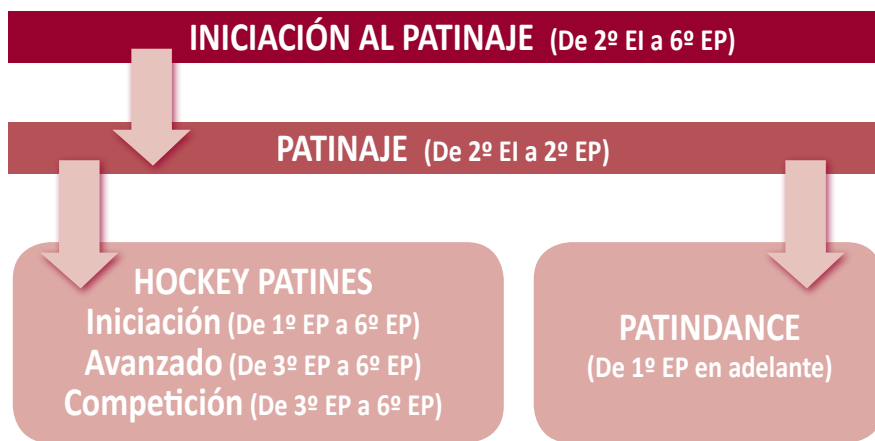 INICIACIÓN AL PATINAJE (De 2º EI a 6º EP)
PATINAJE (De 2º EI a 2º EP)
HOCKEY PATINES
Iniciación (De 1º EP a 6º EP)
Avanzado (De 3º EP a 6º EP)
Competición (De 3º EP a 6º EP)
PATINDANCE
(De 1º EP en adelante)